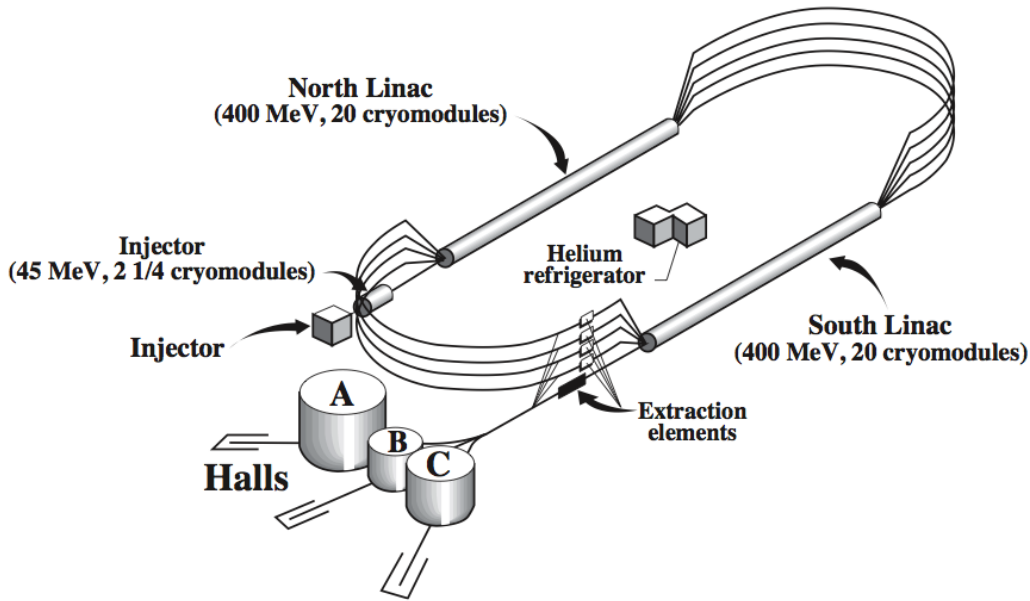 North Linac
(400 MeV, 20 cryomodules)
Injector
(45 MeV, 2 1/4 cryomodules)
Helium
refrigerator
Injector
South Linac
(400 MeV, 20 cryomodules)
A
B
C
Extraction
elements
Halls